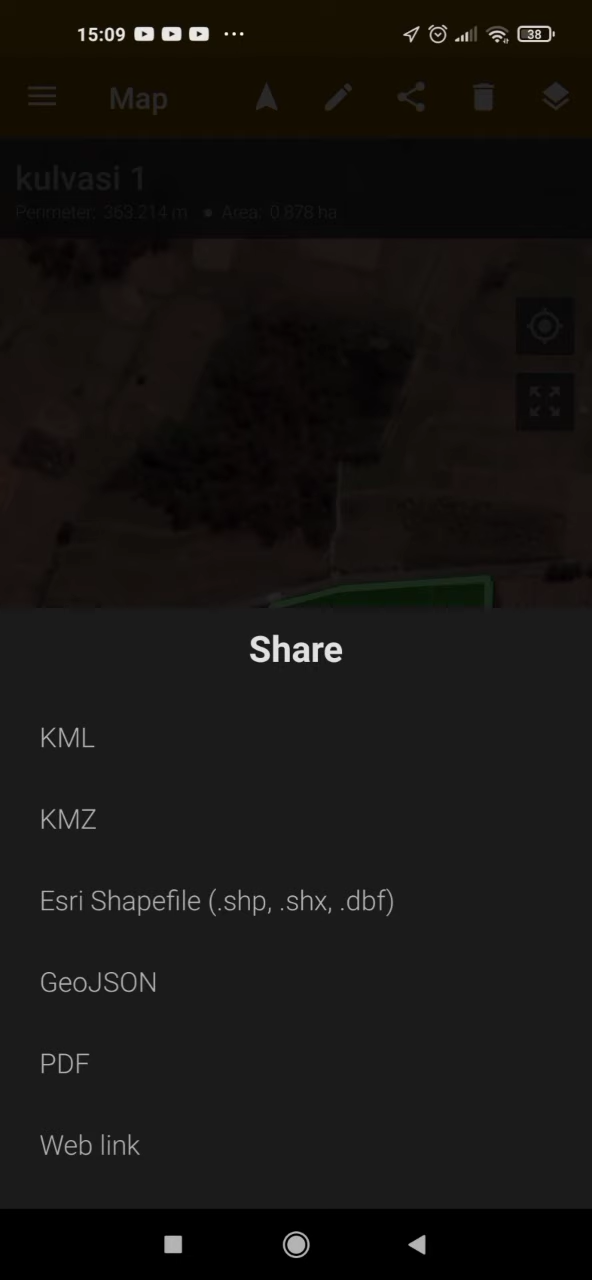 15:09
38
Map
kulvasi 1
Perimeter: 363.214 m • Area: 0.878 ha
Share
KML
KMZ
Esri Shapefile (.shp, .shx, .dbf)
GeoJSON
PDF
Web link